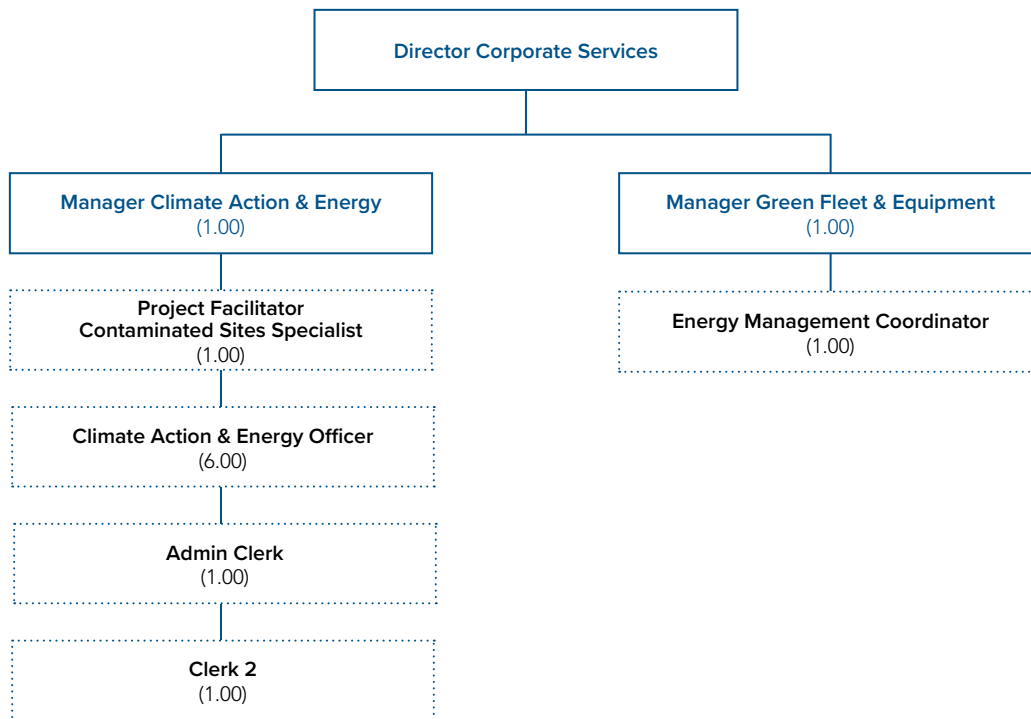 Director Corporate Services
Manager Climate Action & Energy
(1.00)
Manager Green Fleet & Equipment
(1.00)
Project Facilitator
Contaminated Sites Specialist
(1.00)
Energy Management Coordinator
(1.00)
Climate Action & Energy Officer
(6.00)
Admin Clerk
(1.00)
Clerk 2
(1.00)